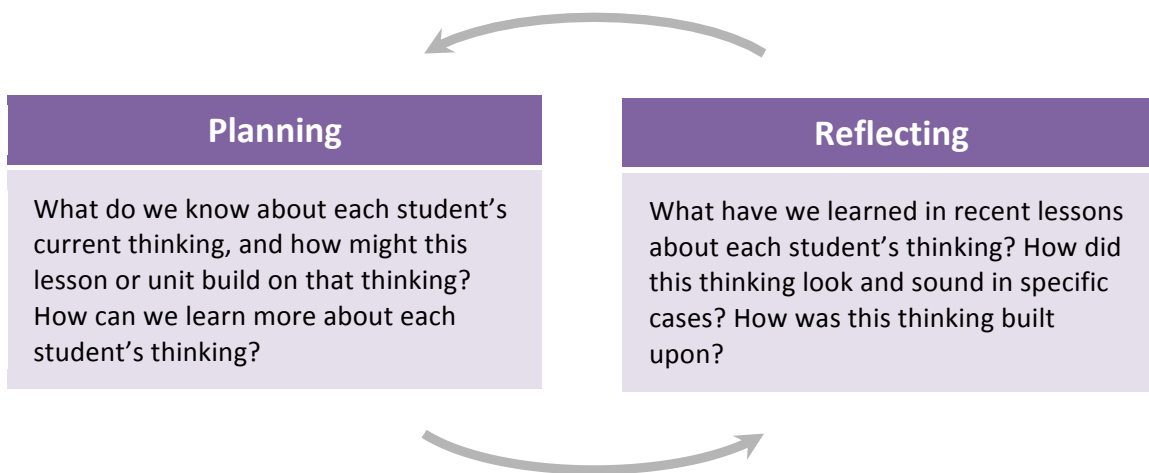 Planning
What do we know about each student’s
current thinking, and how might this
lesson or unit build on that thinking?
How can we learn more about each
student’s thinking?
Reflecting
What have we learned in recent lessons
about each student’s thinking? How did
this thinking look and sound in specific
cases? How was this thinking built
upon?